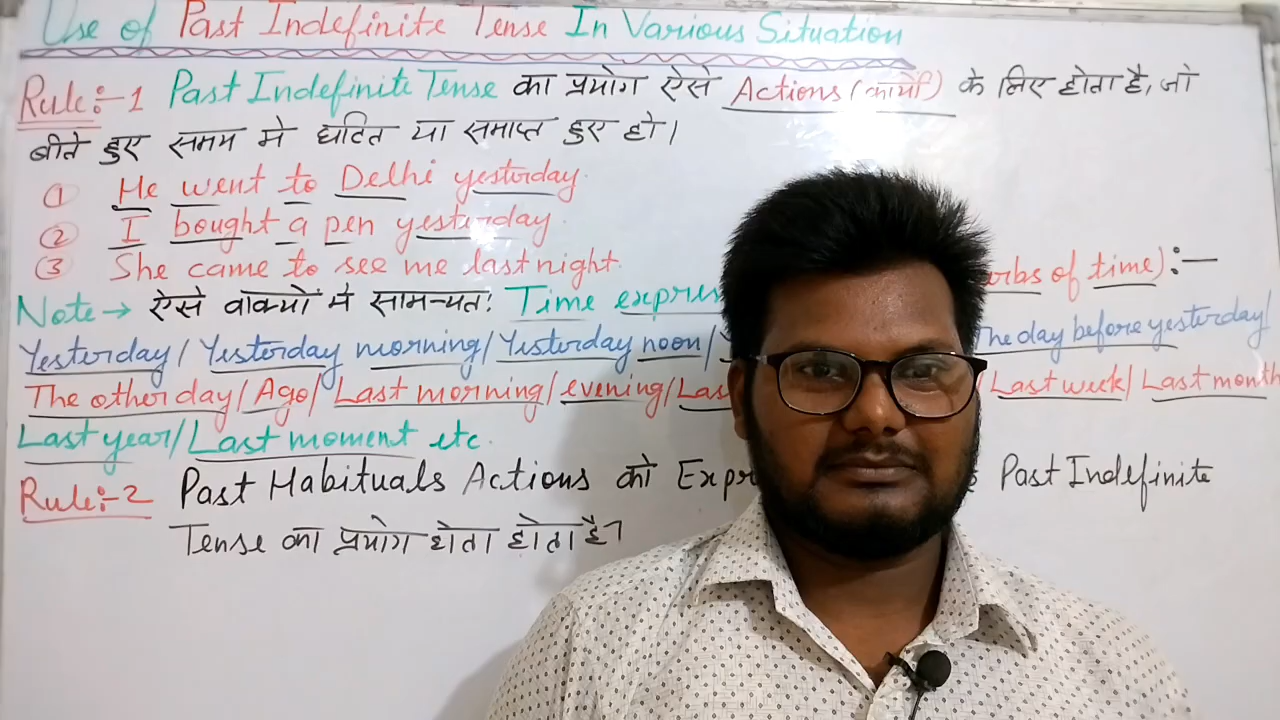 Use of Past Indefinite Tense In Various Situation
Rule:-1 Past Indefinite Tense का प्रयोग ऐसे Actions (कार्यो) के लिए होता है, जो
बीते हुए समय मे घटित या समाप्त हुए हो।
① He went to Delhi yesterday.
② I bought a pen yesterday.
③ She came to see me last night.
Note→ ऐसे वाक्यों मे सामन्यत: Time of time):-
Yesterday/ Yesterday morning/ Yesterday noon/ The day before yesterday/
The other day/ Ago/ Last morning/ evening/ Last week/ Last month
Last year/ Last moment etc.
Rule:-2 Past Habituals Actions को Past Indefinite
Tense का प्रयोग होता होता है।